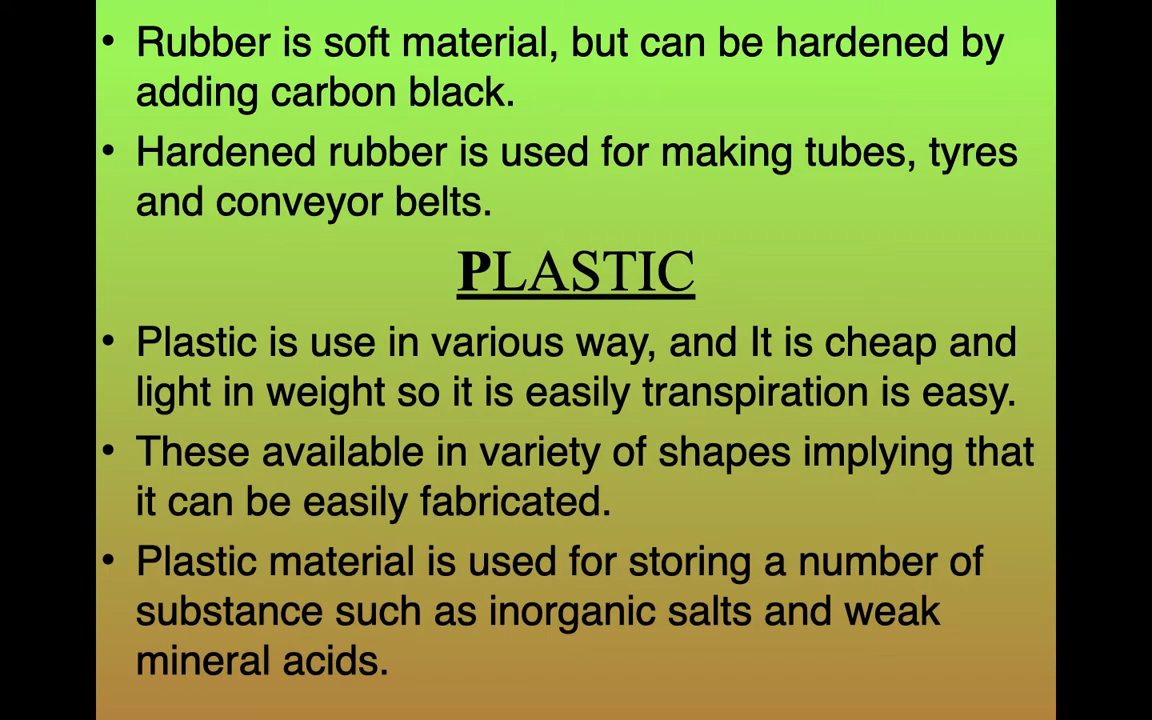 • Rubber is soft material, but can be hardened by
adding carbon black.
• Hardened rubber is used for making tubes, tyres
and conveyor belts.
PLASTIC
• Plastic is use in various way, and It is cheap and
light in weight so it is easily transpiration is easy.
• These available in variety of shapes implying that
it can be easily fabricated.
• Plastic material is used for storing a number of
substance such as inorganic salts and weak
mineral acids.